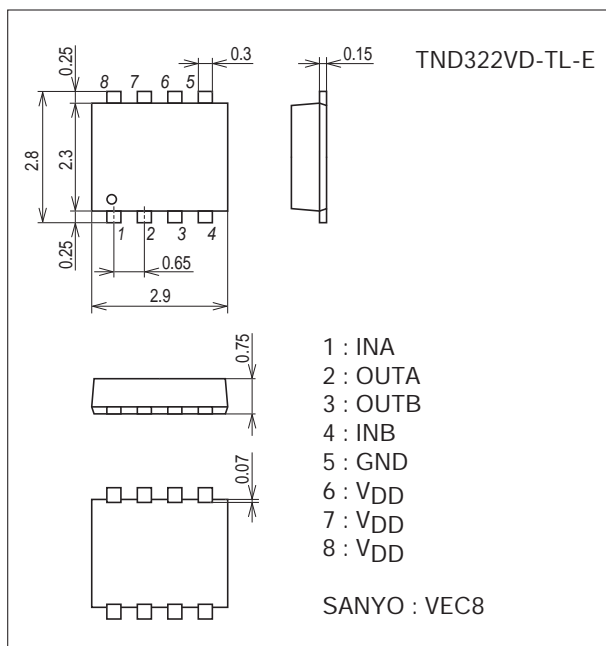 TND322VD-TL-E
0.25
8 7 6 5
0.3
0.15
2.8
2.3
0.25
1 2 3 4
0.65
2.9
0.75
0.07
1 : INA
2 : OUTA
3 : OUTB
4 : INB
5 : GND
6 : VDD
7 : VDD
8 : VDD
SANYO : VEC8